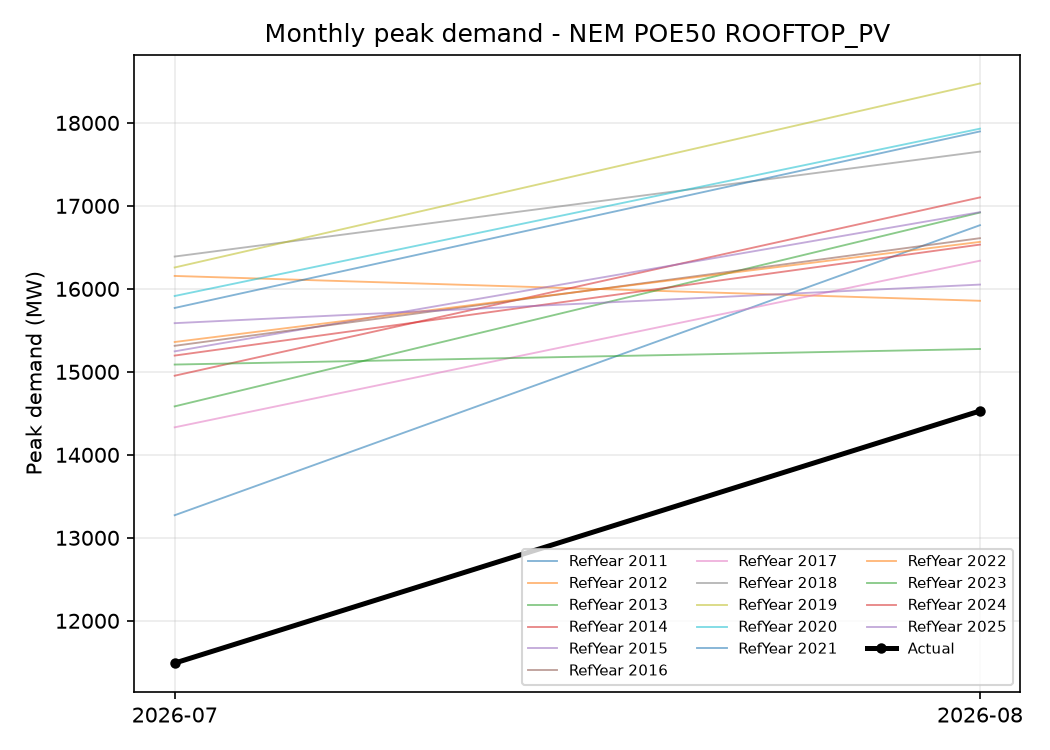 Monthly peak demand - NEM POE50 ROOFTOP_PV
Peak demand (MW)
18000
17000
16000
15000
14000
13000
12000
2026-07
2026-08
RefYear 2011
RefYear 2012
RefYear 2013
RefYear 2014
RefYear 2015
RefYear 2016
RefYear 2017
RefYear 2018
RefYear 2019
RefYear 2020
RefYear 2021
RefYear 2022
RefYear 2023
RefYear 2024
RefYear 2025
Actual